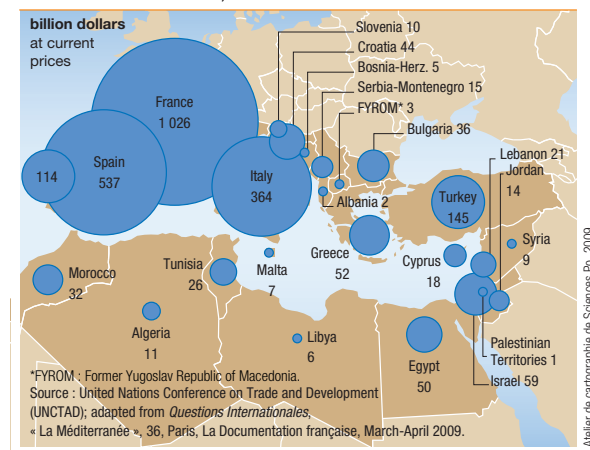 billion dollars
at current
prices
Slovenia 10
Croatia 44
Bosnia-Herz. 5
Serbia-Montenegro 15
FYROM* 3
Bulgaria 36
France
1 026
Spain
537
114
Italy
364
Albania 2
Turkey
145
Lebanon 21
Jordan
14
Greece
52
Cyprus
18
Syria
9
Morocco
32
Tunisia
26
Malta
7
Algeria
11
Libya
6
Egypt
50
Palestinian
Territories 1
Israel 59
*FYROM : Former Yugoslav Republic of Macedonia.
Source : United Nations Conference on Trade and Development
(UNCTAD); adapted from Questions Internationales,
« La Méditerranée », 36, Paris, La Documentation française, March-April 2009.
Atelier de cartographie de Sciences Po, 2009